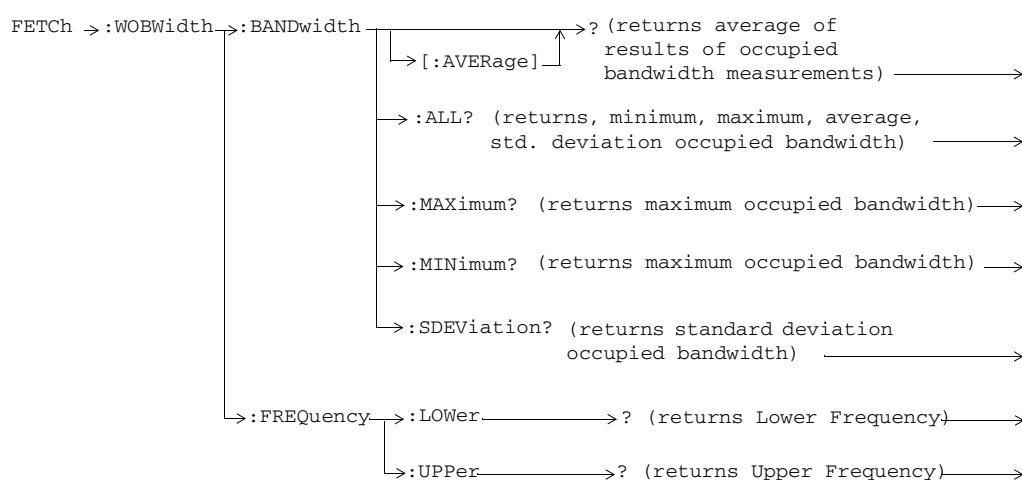 FETCh :WOBWidth :BANDwidth ? (returns average of
results of occupied
[:AVERage]
bandwidth measurements)
:ALL? (returns, minimum, maximum, average,
std. deviation occupied bandwidth)
:MAXimum? (returns maximum occupied bandwidth)
:MINimum? (returns maximum occupied bandwidth)
:SDEViation? (returns standard deviation
occupied bandwidth)
:FREQuency :LOWer ? (returns Lower Frequency)
:UPPer ? (returns Upper Frequency)